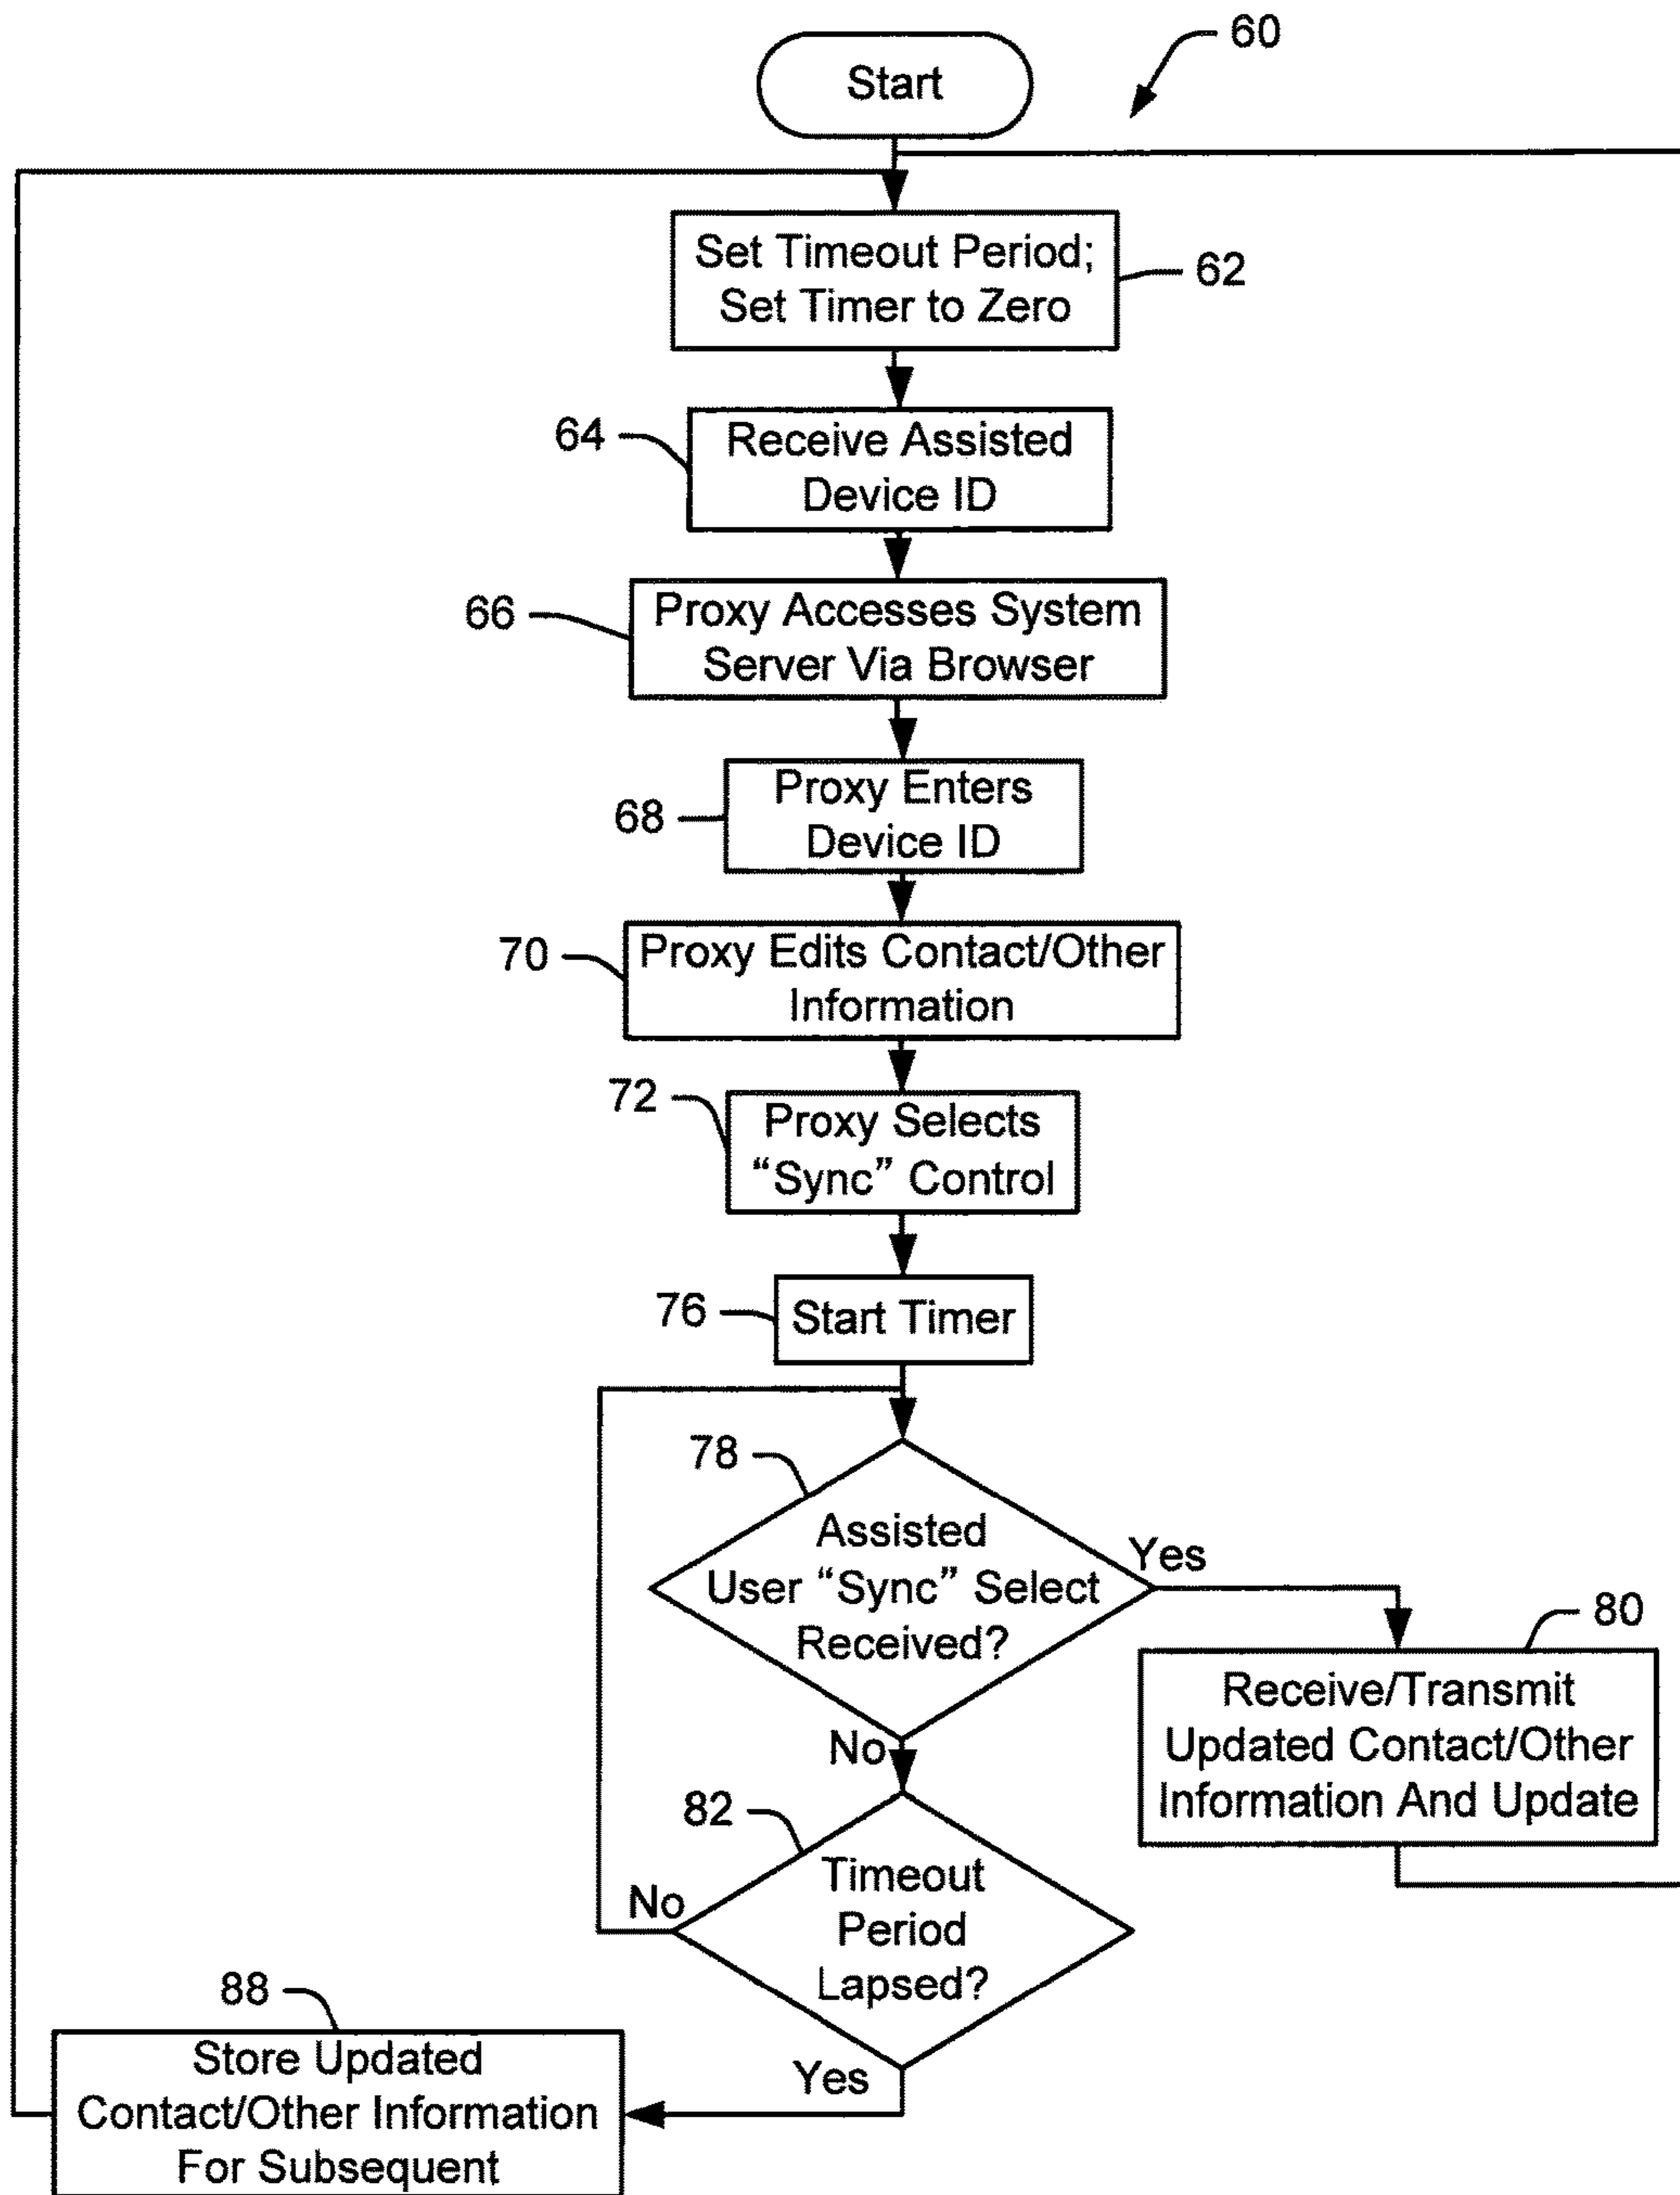 Start
60
Set Timeout Period;
Set Timer to Zero
62
64
Receive Assisted
Device ID
66
Proxy Accesses System
Server Via Browser
68
Proxy Enters
Device ID
70
Proxy Edits Contact/Other
Information
72
Proxy Selects
“Sync” Control
76
Start Timer
78
Assisted
User “Sync” Select
Received?
Yes
No
80
Receive/Transmit
Updated Contact/Other
Information And Update
82
Timeout
Period
Lapsed?
No
Yes
88
Store Updated
Contact/Other Information
For Subsequent